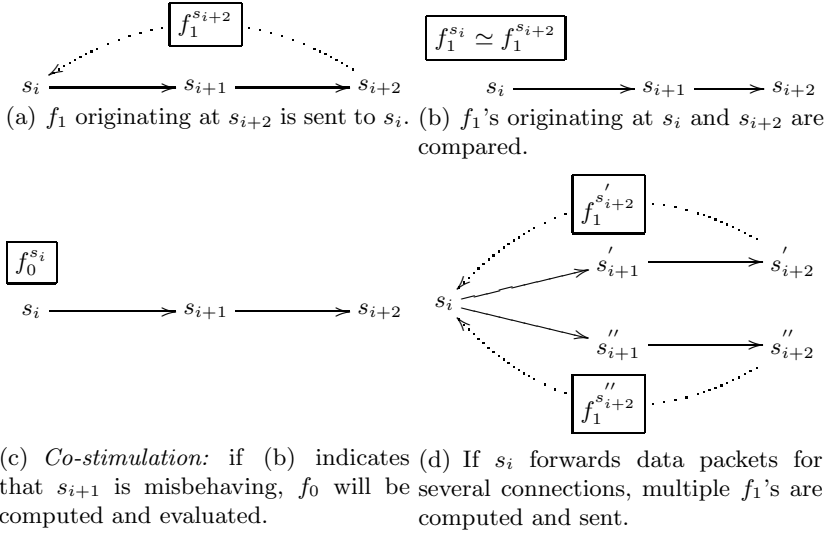 f_1^{s_{i+2}}
s_i s_{i+1} s_{i+2}
(a) f_1 originating at s_{i+2} is sent to s_i.
f_1^{s_i} ≃ f_1^{s_{i+2}}
s_i s_{i+1} s_{i+2}
(b) f_1's originating at s_i and s_{i+2} are
compared.
f_0^{s_i}
s_i s_{i+1} s_{i+2}
(c) Co-stimulation: if (b) indicates
that s_{i+1} is misbehaving, f_0 will be
computed and evaluated.
f_1^{s'_{i+2}}
s'_{i+1} s'_{i+2}
s_i
s''_{i+1} s''_{i+2}
f_1^{s''_{i+2}}
(d) If s_i forwards data packets for
several connections, multiple f_1's are
computed and sent.